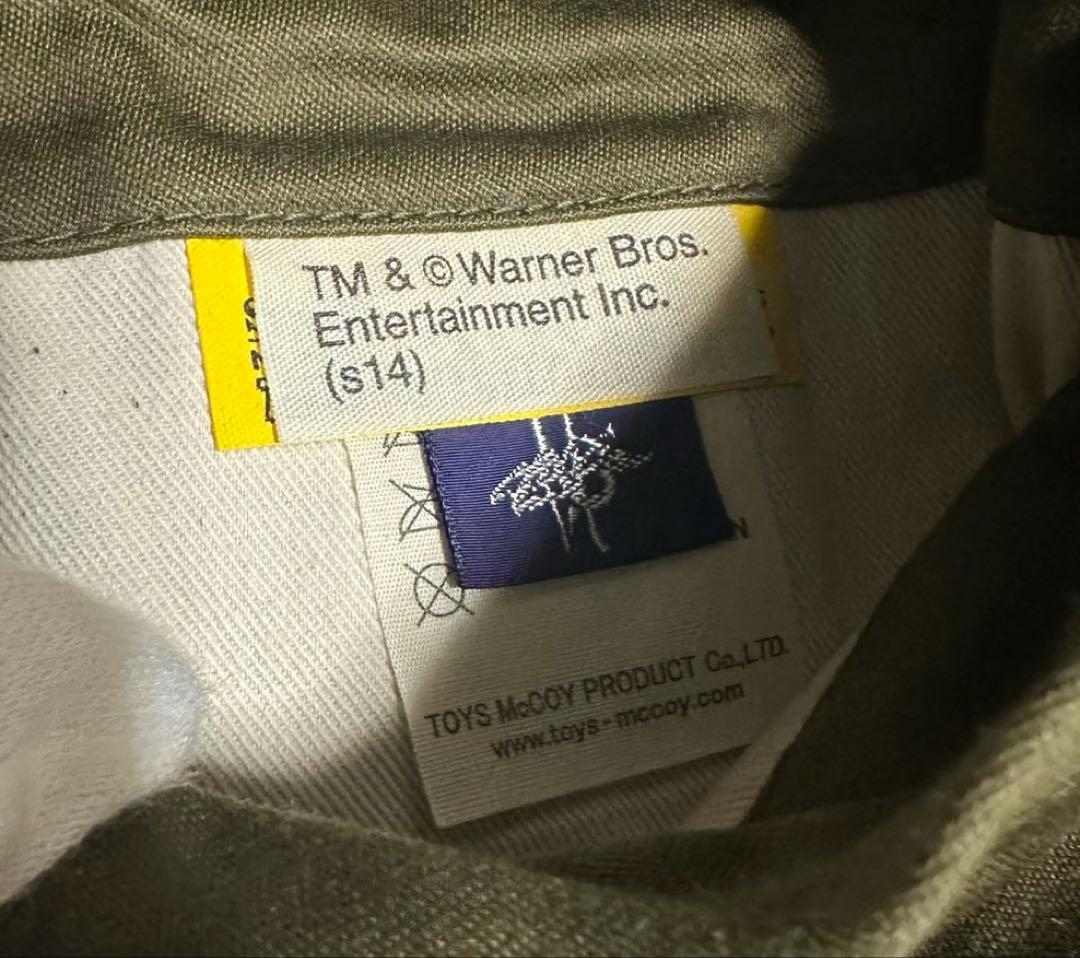 TM & © Warner Bros.
Entertainment Inc.
(s14)
N
TOYS McCOY PRODUCT Co.,LTD.
www.toys-mccoy.com